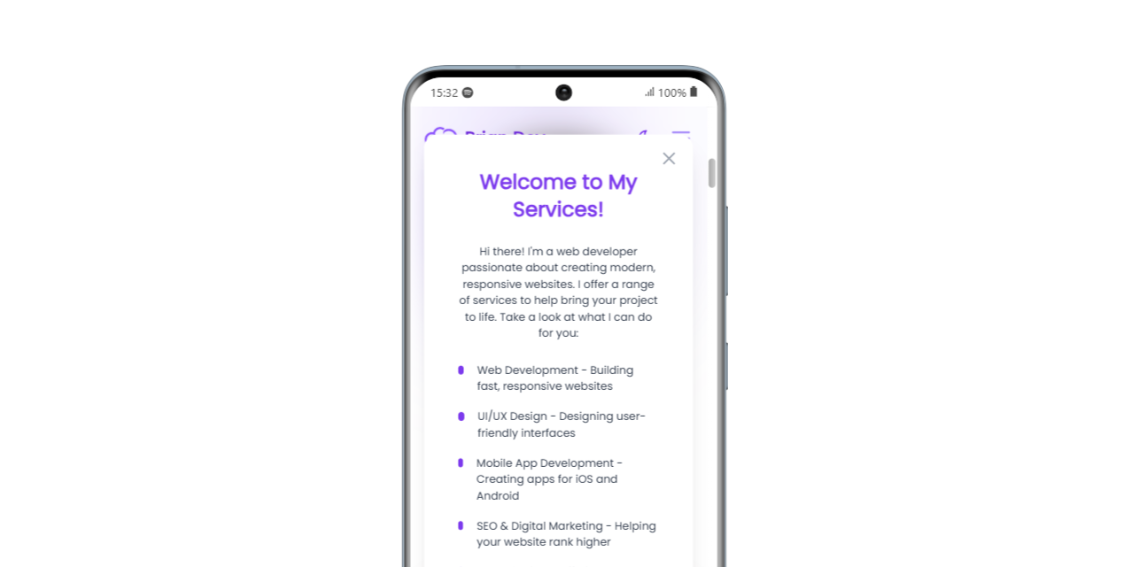 15:32
100%
Welcome to My
Services!
Hi there! I'm a web developer
passionate about creating modern,
responsive websites. I offer a range
of services to help bring your project
to life. Take a look at what I can do
for you:
Web Development - Building
fast, responsive websites
UI/UX Design - Designing user-
friendly interfaces
Mobile App Development -
Creating apps for iOS and
Android
SEO & Digital Marketing - Helping
your website rank higher